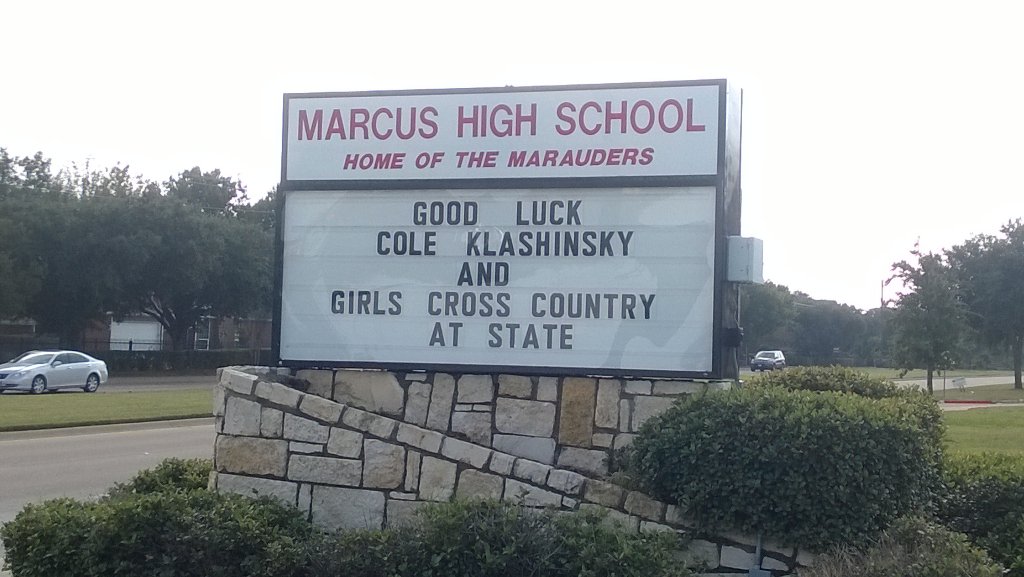 MARCUS HIGH SCHOOL
HOME OF THE MARAUDERS
GOOD LUCK
COLE KLASHINSKY
AND
GIRLS CROSS COUNTRY
AT STATE